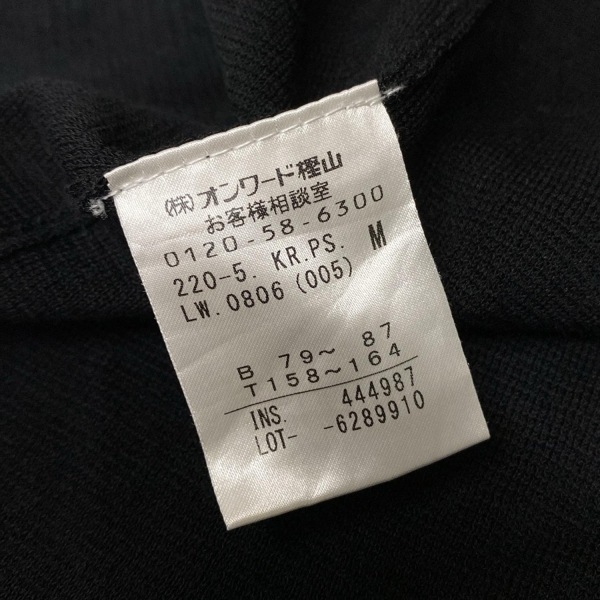 (株)オンワード樫山
お客様相談室
0120-58-6300
220-5. KR.PS. M
LW.0806(005)
B 79～ 87
T158～164
INS. 444987
LOT- -6289910